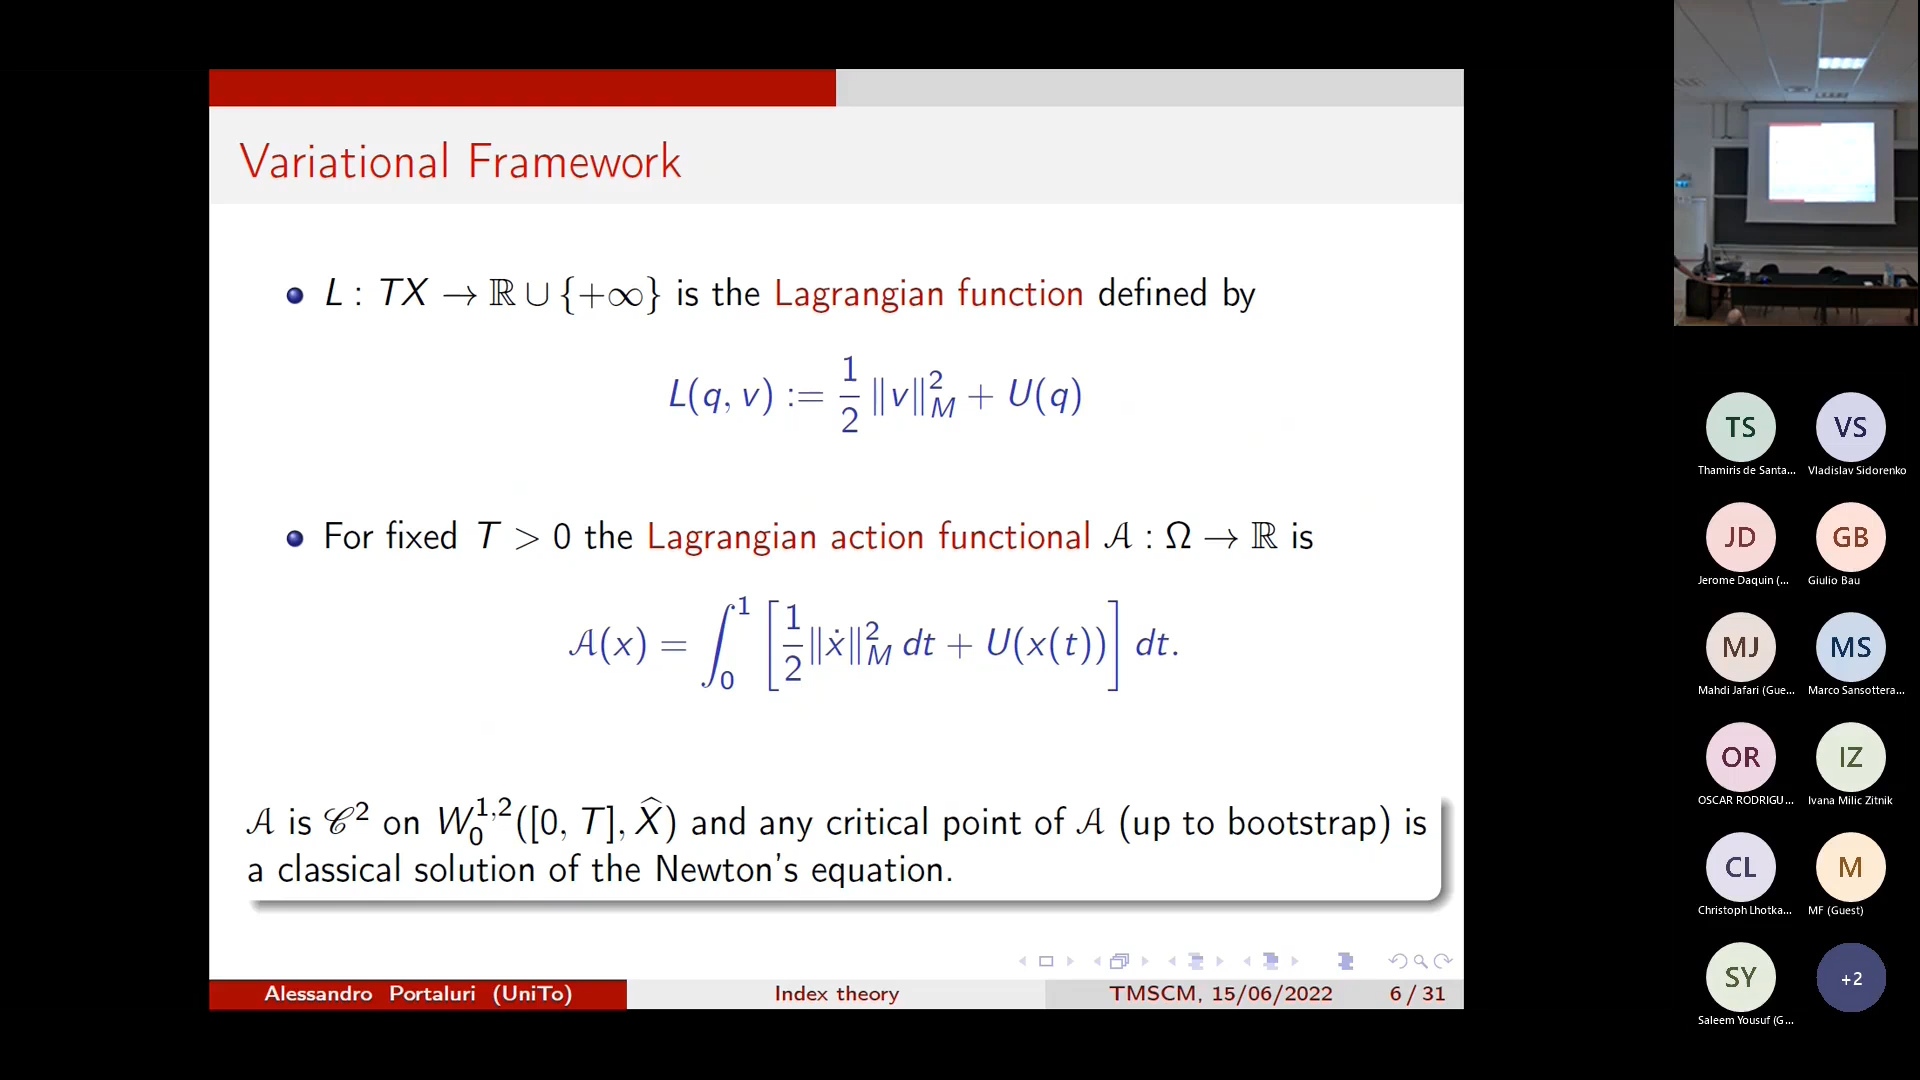 Variational Framework
L : TX → ℝ ∪ {+∞} is the Lagrangian function defined by
L(q, v) := 1/2 ‖v‖²_M + U(q)
For fixed T > 0 the Lagrangian action functional 𝒜 : Ω → ℝ is
𝒜(x) = ∫₀¹ [1/2 ‖ẋ‖²_M dt + U(x(t))] dt.
𝒜 is 𝒞² on W₀^{1,2}([0, T], X̂) and any critical point of 𝒜 (up to bootstrap) is
a classical solution of the Newton's equation.
Alessandro Portaluri (UniTo) Index theory TMSCM, 15/06/2022 6 / 31
TS VS
Thamiris de Santa... Vladislav Sidorenko
JD GB
Jerome Daquin (... Giulio Bau
MJ MS
Mahdi Jafari (Gue... Marco Sansottera...
OR IZ
OSCAR RODRIGU... Ivana Milic Zitnik
CL M
Christoph Lhotka... MF (Guest)
SY +2
Saleem Yousuf (G...